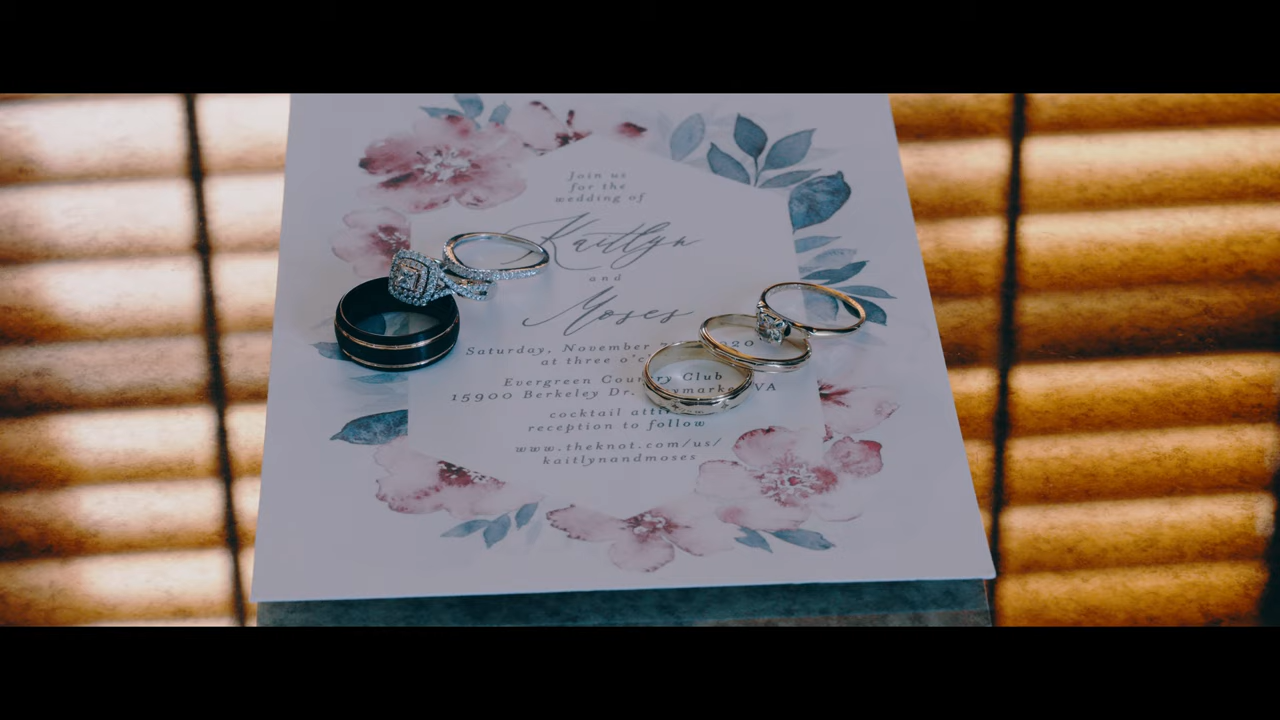 Join us
for the
wedding of
Kaitlyn
and
Moses
Saturday, November
at three
Evergreen Country Club
15900 Berkeley Dr. VA
cocktail
reception to follow
www.theknot.com/us/
kaitlynandmoses